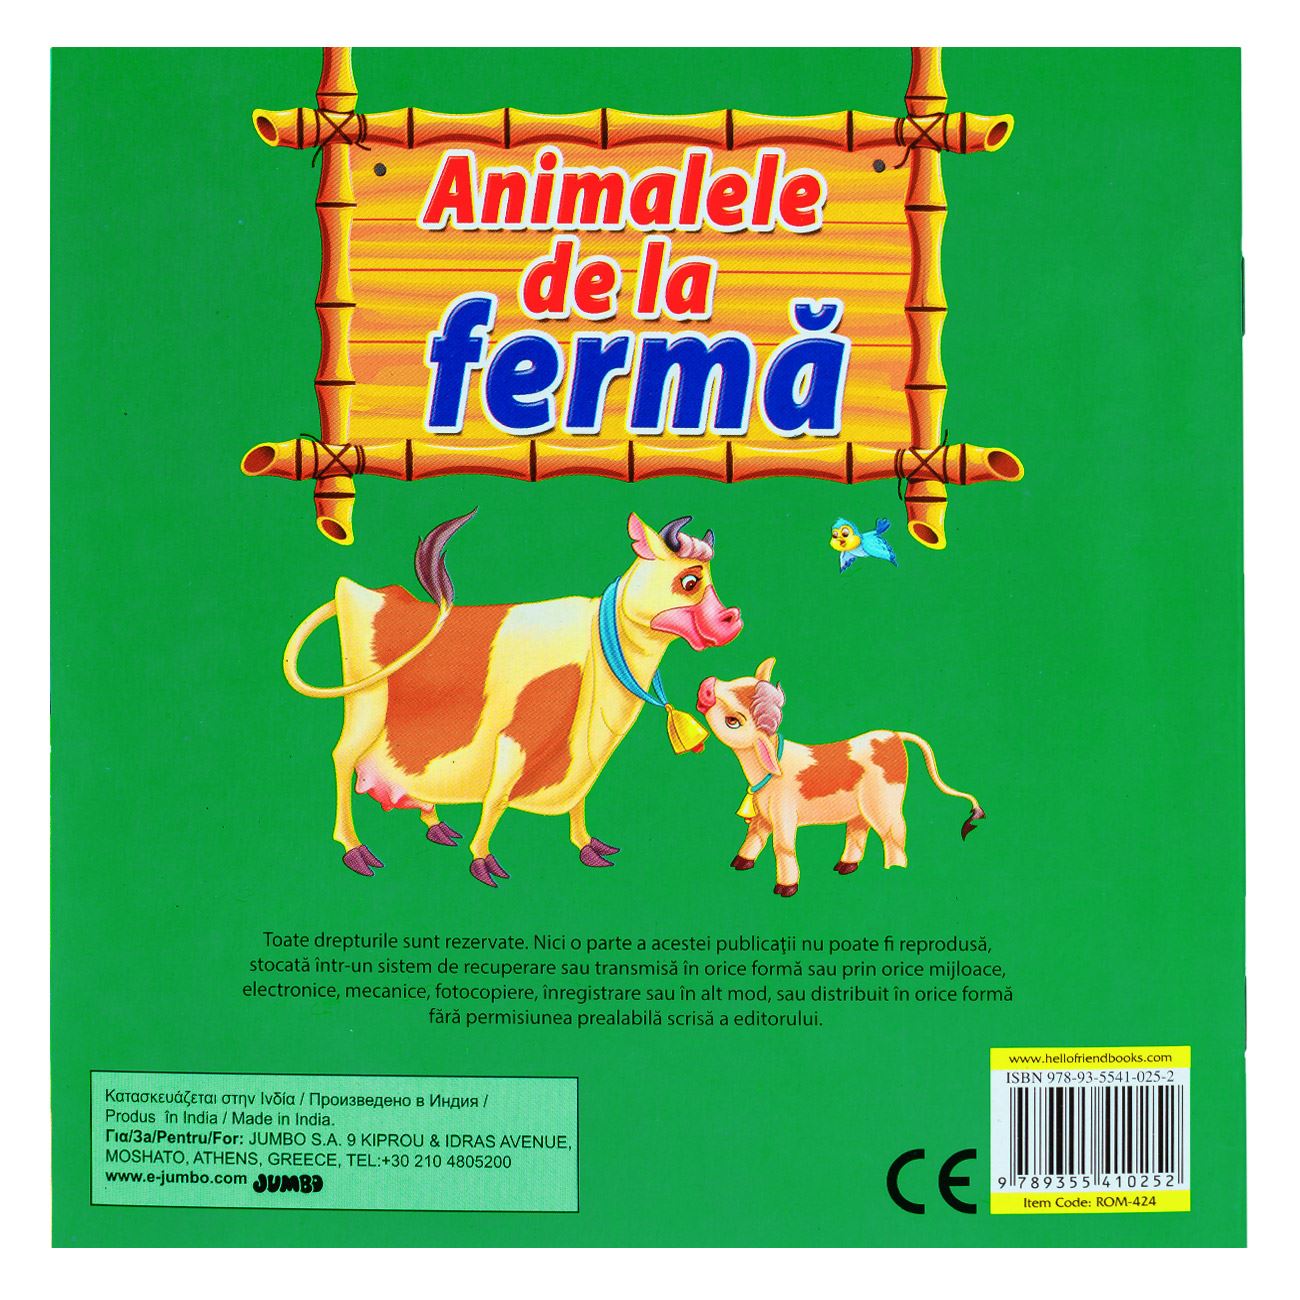 Animalele
de la
fermă
Toate drepturile sunt rezervate. Nici o parte a acestei publicaţii nu poate fi reprodusă,
stocată într-un sistem de recuperare sau transmisă în orice formă sau prin orice mijloace,
electronice, mecanice, fotocopiere, înregistrare sau în alt mod, sau distribuit în orice formă
fără permisiunea prealabilă scrisă a editorului.
Κατασκευάζεται στην Ινδία / Произведено в Индия /
Produs în India / Made in India.
Για/За/Pentru/For: JUMBO S.A. 9 KIPROU & IDRAS AVENUE,
MOSHATO, ATHENS, GREECE, TEL:+30 210 4805200
www.e-jumbo.com JUMBO
CE
www.hellofriendbooks.com
ISBN 978-93-5541-025-2
9 789355 410252
Item Code: ROM-424